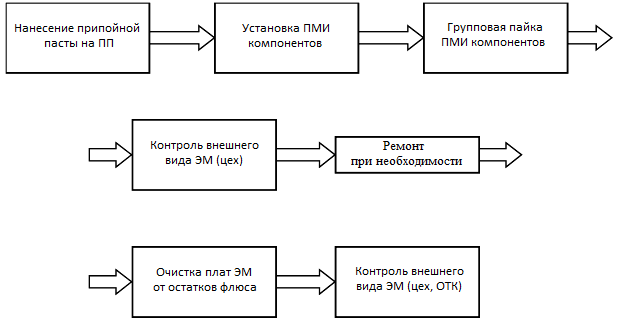 Нанесение припойной
пасты на ПП
Установка ПМИ
компонентов
Групповая пайка
ПМИ компонентов
Контроль внешнего
вида ЭМ (цех)
Ремонт
при необходимости
Очистка плат ЭМ
от остатков флюса
Контроль внешнего
вида ЭМ (цех, ОТК)